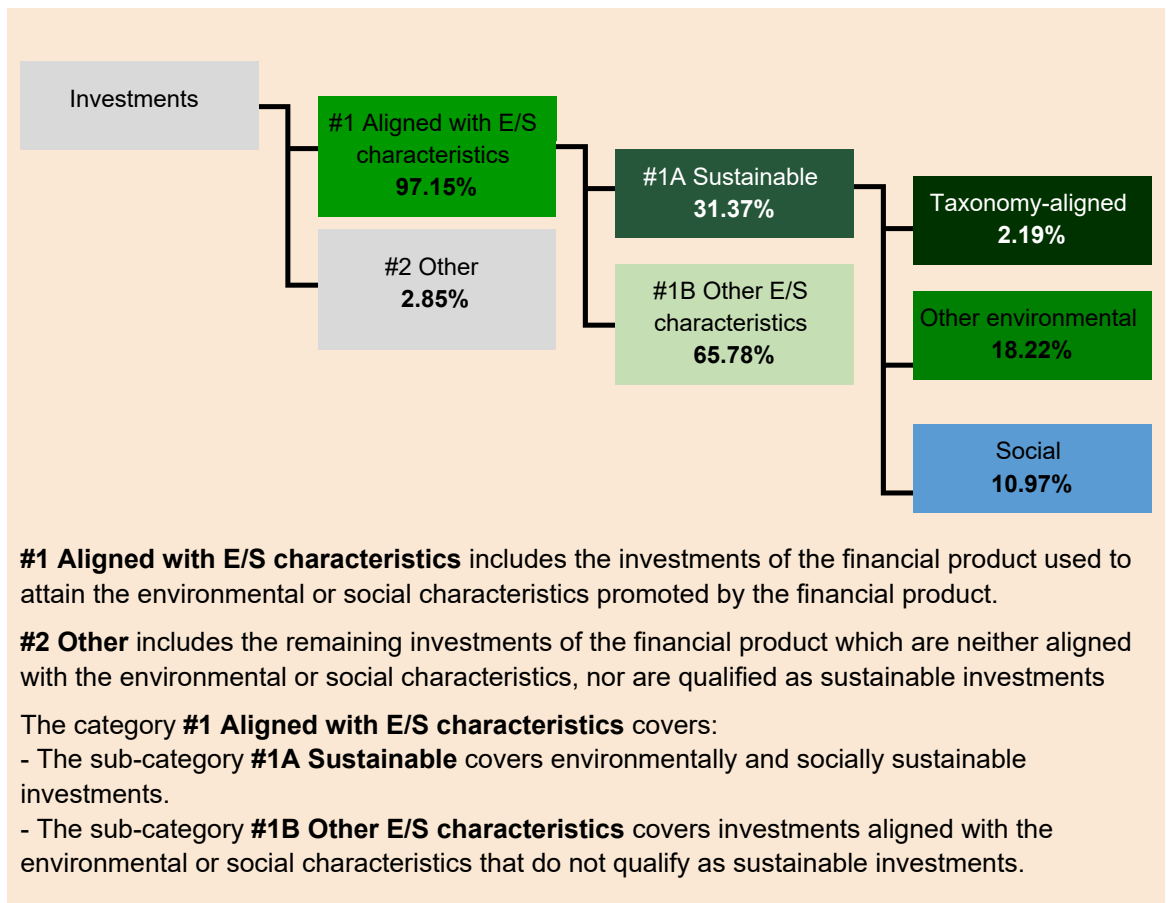 Investments
#1 Aligned with E/S
characteristics
97.15%
#2 Other
2.85%
#1A Sustainable
31.37%
#1B Other E/S
characteristics
65.78%
Taxonomy-aligned
2.19%
Other environmental
18.22%
Social
10.97%
#1 Aligned with E/S characteristics includes the investments of the financial product used to
attain the environmental or social characteristics promoted by the financial product.
#2 Other includes the remaining investments of the financial product which are neither aligned
with the environmental or social characteristics, nor are qualified as sustainable investments
The category #1 Aligned with E/S characteristics covers:
- The sub-category #1A Sustainable covers environmentally and socially sustainable
investments.
- The sub-category #1B Other E/S characteristics covers investments aligned with the
environmental or social characteristics that do not qualify as sustainable investments.